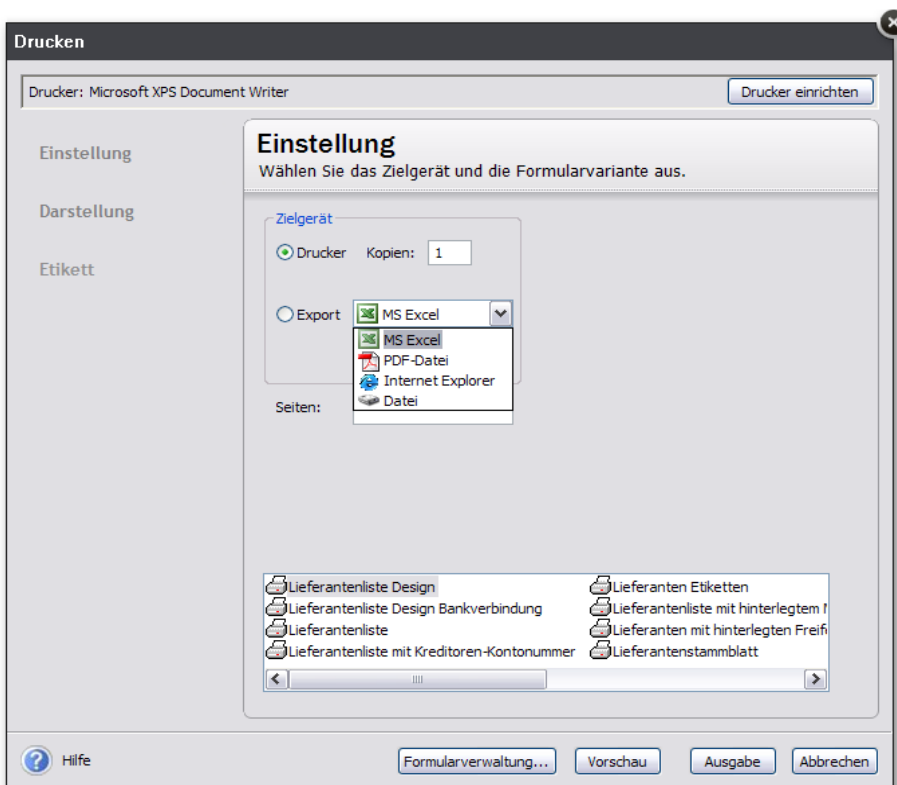 Drucken
Drucker: Microsoft XPS Document Writer
Drucker einrichten
Einstellung
Darstellung
Etikett
Einstellung
Wählen Sie das Zielgerät und die Formularvariante aus.
Zielgerät
Drucker Kopien: 1
Export MS Excel
MS Excel
PDF-Datei
Internet Explorer
Datei
Seiten:
Lieferantenliste Design
Lieferantenliste Design Bankverbindung
Lieferantenliste
Lieferantenliste mit Kreditoren-Kontonummer
Lieferanten Etiketten
Lieferantenliste mit hinterlegtem
Lieferanten mit hinterlegten
Lieferantenstammblatt
Hilfe
Formularverwaltung...
Vorschau
Ausgabe
Abbrechen